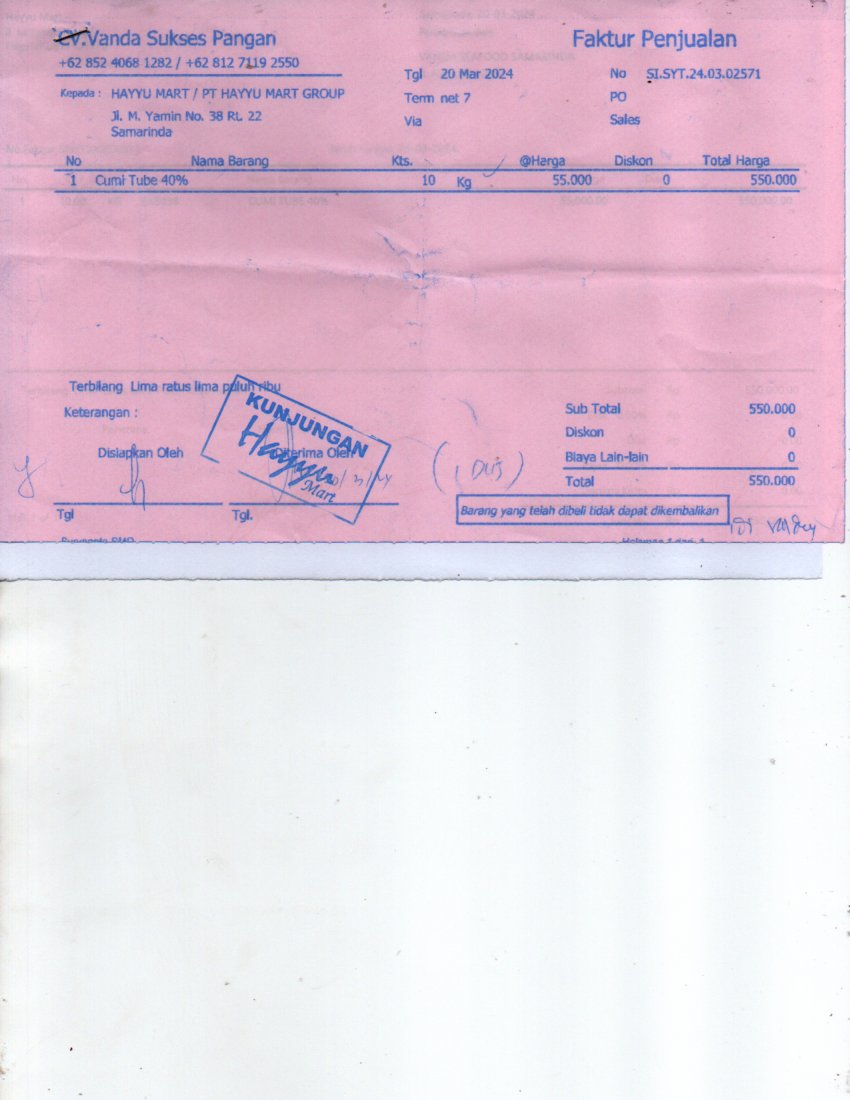 CV.Vanda Sukses Pangan
Faktur Penjualan
+62 852 4068 1282 / +62 812 7119 2550
Tgl 20 Mar 2024
No SI.SYT.24.03.02571
Kepada : HAYYU MART / PT HAYYU MART GROUP
Term net 7
PO
Jl. M. Yamin No. 38 Rt. 22
Via
Sales
Samarinda
No Nama Barang Kts. @Harga Diskon Total Harga
1 Cumi Tube 40% 10 Kg 55.000 0 550.000
CUMI TUBE 40%
Terbilang Lima ratus lima puluh ribu
Keterangan :
Sub Total 550.000
Diskon 0
Biaya Lain-lain 0
Total 550.000
Disiapkan Oleh
Diterima Oleh
KUNJUNGAN
Hayyu
Mart
(1 DUS)
Tgl
Tgl.
Barang yang telah dibeli tidak dapat dikembalikan